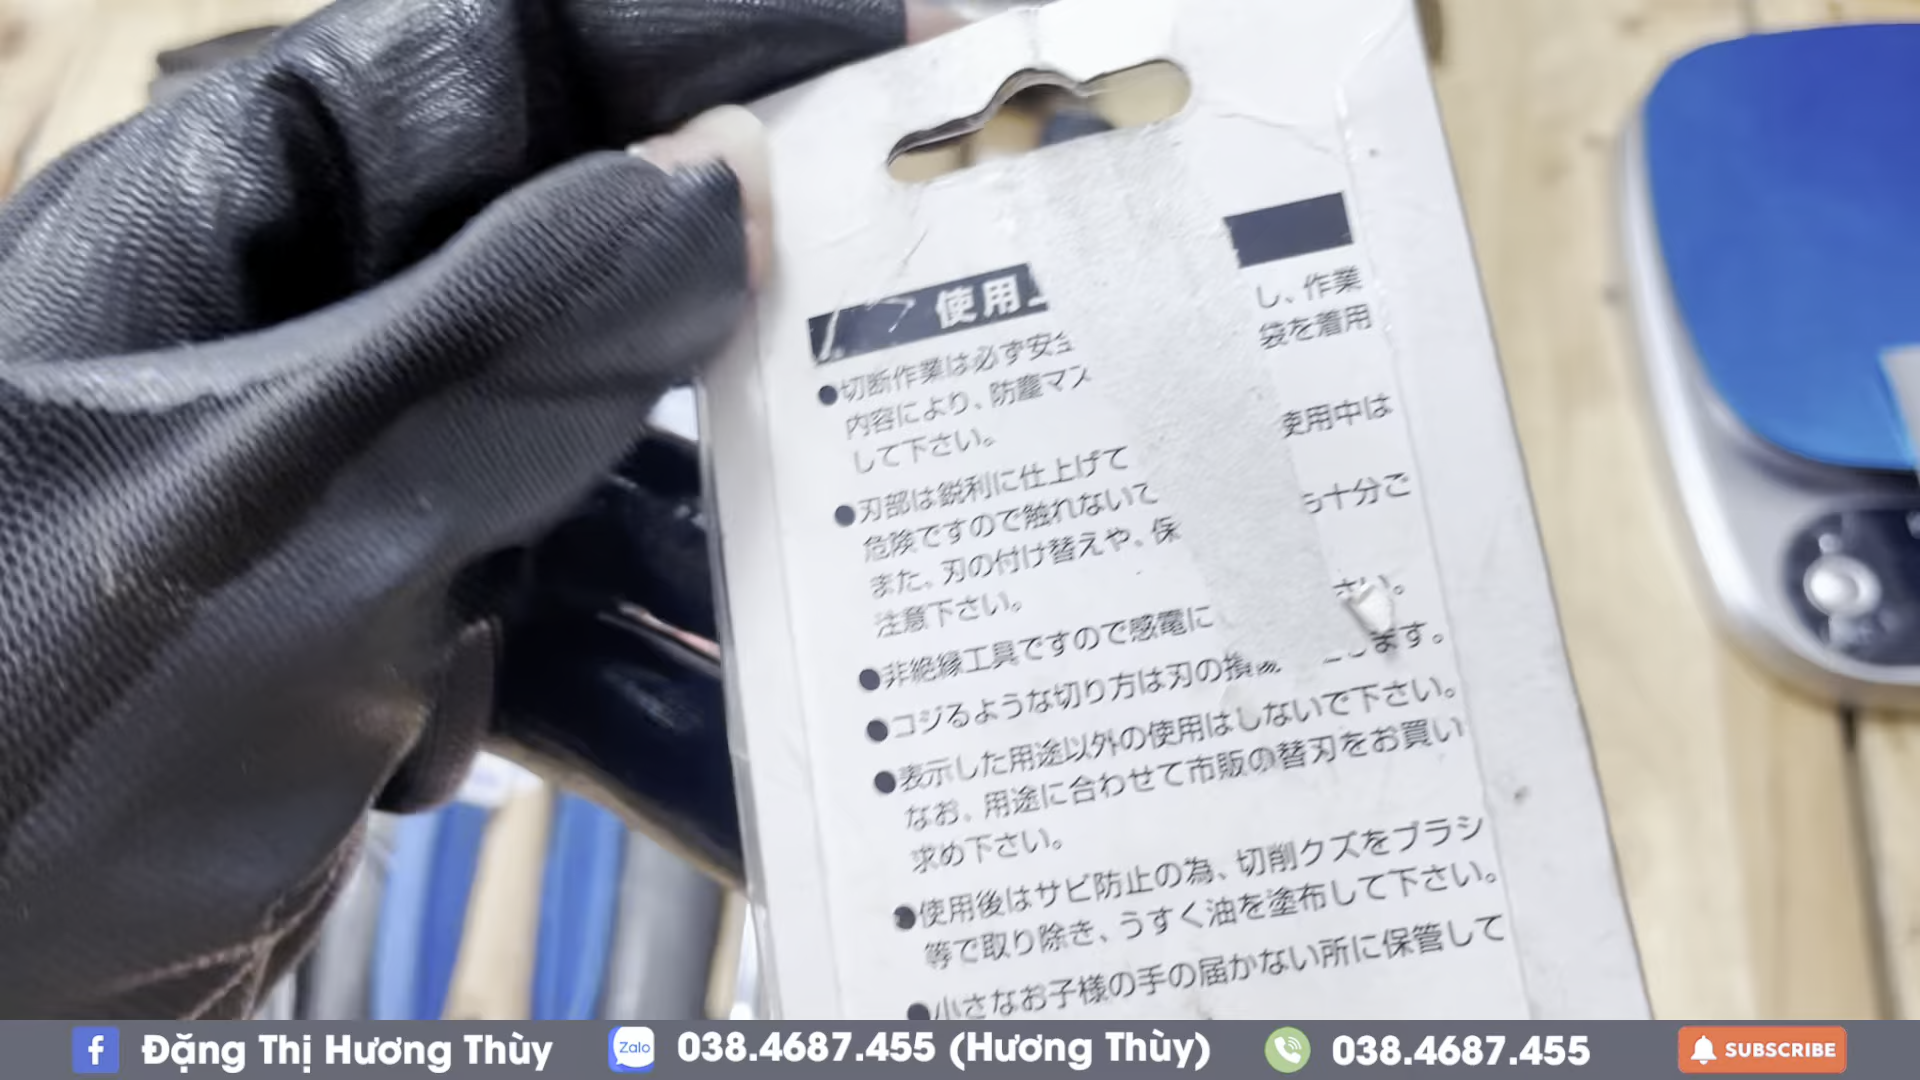 使用
●切断作業は必ず安全 し、作業
内容により、防塵マス 袋を着用
して下さい。
●刃部は鋭利に仕上げて 使用中は
危険ですので触れないで
また、刃の付け替えや、保 も十分ご
注意下さい。
●非絶縁工具ですので感電に さい。
●コジるような切り方は刃の損 ます。
●表示した用途以外の使用はしないで下さい。
なお、用途に合わせて市販の替刃をお買い
求め下さい。
●使用後はサビ防止の為、切削クズをブラシ
等で取り除き、うすく油を塗布して下さい。
●小さなお子様の手の届かない所に保管して
Đặng Thị Hương Thùy Zalo 038.4687.455 (Hương Thùy) 038.4687.455 SUBSCRIBE